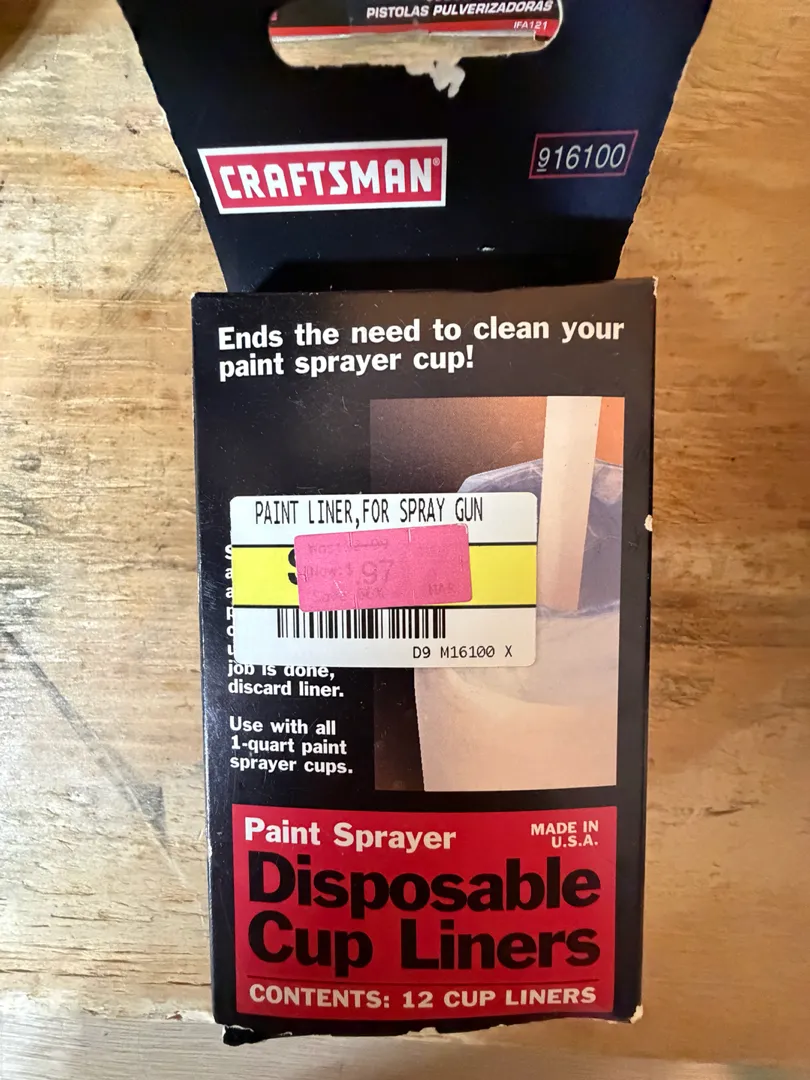 PISTOLAS PULVERIZADORAS
IFA121
CRAFTSMAN®
916100
Ends the need to clean your
paint sprayer cup!
PAINT LINER,FOR SPRAY GUN
.97
D9 M16100 X
job is done,
discard liner.
Use with all
1-quart paint
sprayer cups.
Paint Sprayer
MADE IN
U.S.A.
Disposable
Cup Liners
CONTENTS: 12 CUP LINERS